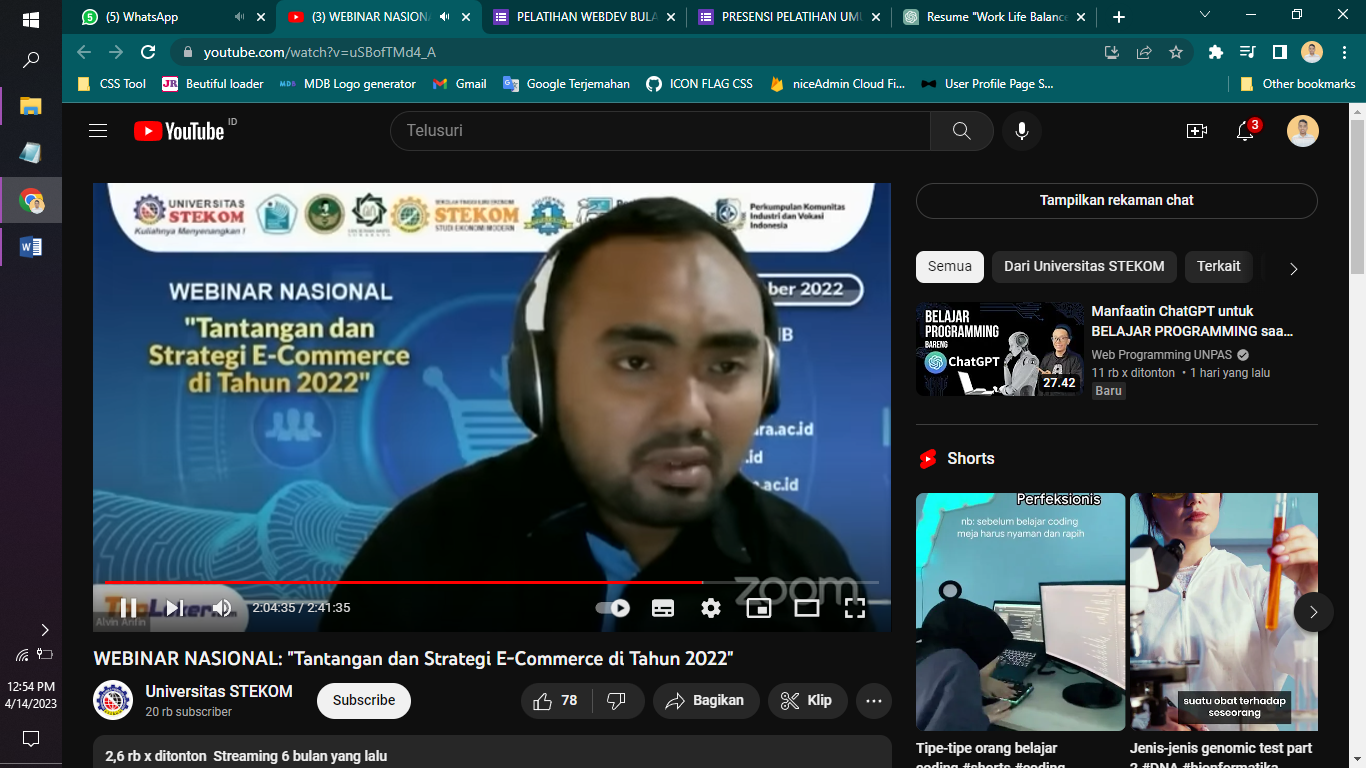 (5) WhatsApp
(3) WEBINAR NASIONA
PELATIHAN WEBDEV BULA
PRESENSI PELATIHAN UMU
Resume "Work Life Balance
youtube.com/watch?v=uSBofTMd4_A
CSS Tool
JR Beutiful loader
MDB MDB Logo generator
Gmail
Google Terjemahan
ICON FLAG CSS
niceAdmin Cloud Fi...
User Profile Page S...
Other bookmarks
YouTube ID
Telusuri
3
UNIVERSITAS
STEKOM
Kuliahnya Menyenangkan !
STEKOM
STUDI EKONOMI MODERN
Perkumpulan Komunitas
Industri dan Vokasi
Indonesia
WEBINAR NASIONAL
ber 2022
"Tantangan dan
Strategi E-Commerce
di Tahun 2022"
IB
ra.ac.id
.id
a.ac.id
zoom
Alvin Arifin
2:04:35 / 2:41:35
WEBINAR NASIONAL: "Tantangan dan Strategi E-Commerce di Tahun 2022"
Universitas STEKOM
20 rb subscriber
Subscribe
78
Bagikan
Klip
2,6 rb x ditonton Streaming 6 bulan yang lalu
Tampilkan rekaman chat
Semua
Dari Universitas STEKOM
Terkait
BELAJAR
PROGRAMMING
BARENG
ChatGPT
27.42
Manfaatin ChatGPT untuk
BELAJAR PROGRAMMING saa...
Web Programming UNPAS
11 rb x ditonton • 1 hari yang lalu
Baru
Shorts
Perfeksionis
nb: sebelum belajar coding
meja harus nyaman dan rapih
suatu obat terhadap
seseorang
Tipe-tipe orang belajar
coding #shorts #coding
Jenis-jenis genomic test part
2 #DNA #bionformatika
12:54 PM
4/14/2023